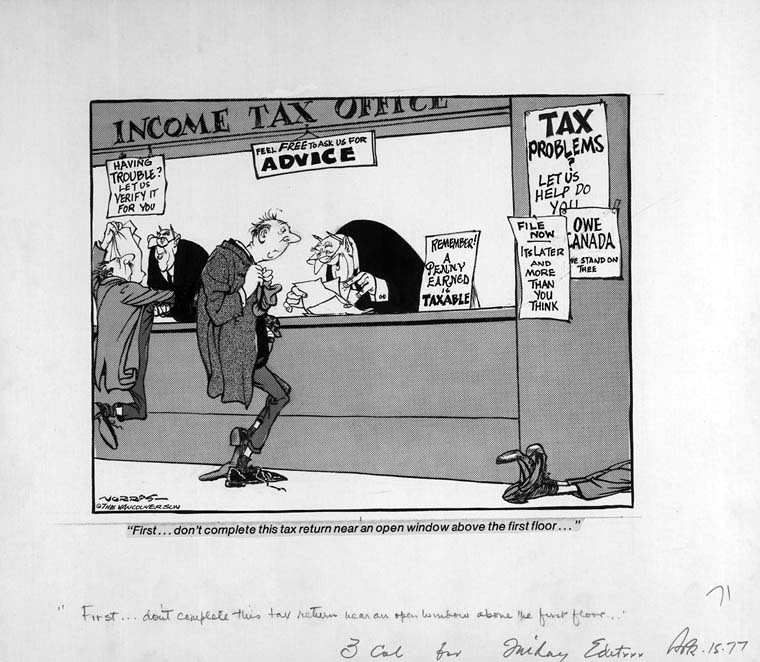 INCOME TAX OFFICE
HAVING
TROUBLE?
LET US
VERIFY IT
FOR YOU
FEEL FREE TO ASK US FOR
ADVICE
REMEMBER!
A
PENNY
EARNED
IS
TAXABLE
TAX
PROBLEMS
?
LET US
HELP DO
YOU
FILE
NOW
ITS LATER
AND
MORE
THAN
YOU
THINK
OWE
CANADA
WE STAND ON
THEE
NORRIS
©THE VANCOUVER SUN
"First...don't complete this tax return near an open window above the first floor..."
71
"First... don't complete this tax return near an open window above the first floor..."
3 Col for Friday Edit Apr. 15-77